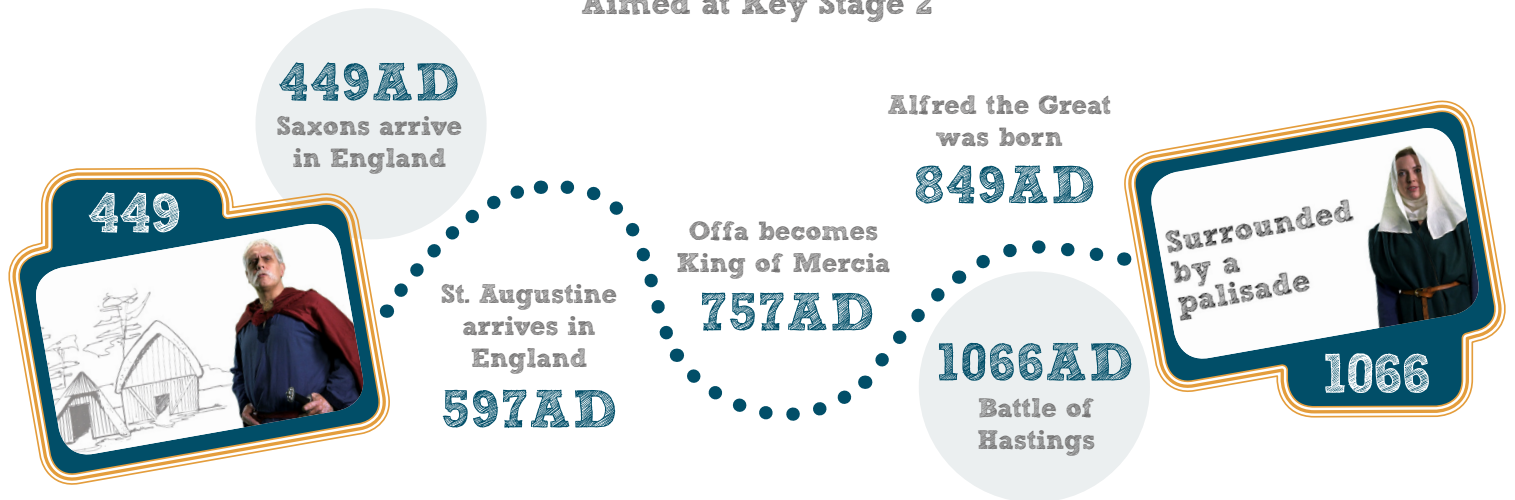 Aimed at Key Stage 2
449AD
Saxons arrive
in England
449
St. Augustine
arrives in
England
597AD
Offa becomes
King of Mercia
757AD
Alfred the Great
was born
849AD
1066AD
Battle of
Hastings
Surrounded
by a
palisade
1066